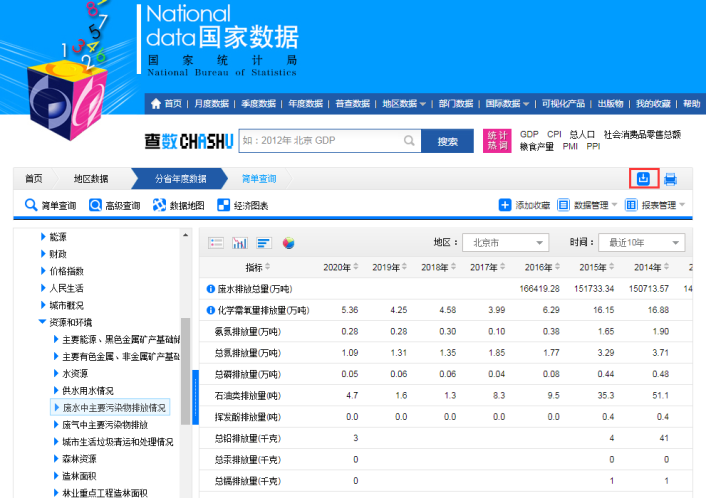 National
data国家数据
国 家 统 计 局
National Bureau of Statistics
首页 | 月度数据 | 季度数据 | 年度数据 | 普查数据 | 地区数据 | 部门数据 | 国际数据 | 可视化产品 | 出版物 | 我的收藏 | 帮助
查数CHASHU 如：2012年 北京 GDP 搜索 统计热词 GDP CPI 总人口 社会消费品零售总额
粮食产量 PMI PPI
首页 地区数据 分省年度数据 简单查询
简单查询 高级查询 数据地图 经济图表 添加收藏 数据管理 报表管理
能源
财政
价格指数
人民生活
城市概况
资源和环境
主要能源、黑色金属矿产基础储
主要有色金属、非金属矿产基础
水资源
供水用水情况
废水中主要污染物排放情况
废气中主要污染物排放
城市生活垃圾清运和处理情况
森林资源
造林面积
林业重点工程造林面积
地区： 北京市 时间： 最近10年
指标 2020年 2019年 2018年 2017年 2016年 2015年 2014年 2
废水排放总量(万吨) 166419.28 151733.34 150713.57 14
化学需氧量排放量(万吨) 5.36 4.25 4.58 3.99 6.29 16.15 16.88
氨氮排放量(万吨) 0.28 0.28 0.30 0.10 0.38 1.65 1.90
总氮排放量(万吨) 1.09 1.31 1.35 1.85 1.77 3.29 3.71
总磷排放量(万吨) 0.05 0.06 0.06 0.04 0.08 0.44 0.48
石油类排放量(吨) 4.7 1.6 1.3 8.3 9.5 35.3 51.1
挥发酚排放量(吨) 0.0 0.0 0.0 0.0 0.0 0.4 0.4
总铅排放量(千克) 3 4 41
总汞排放量(千克) 0 0 0
总镉排放量(千克) 0 1 1